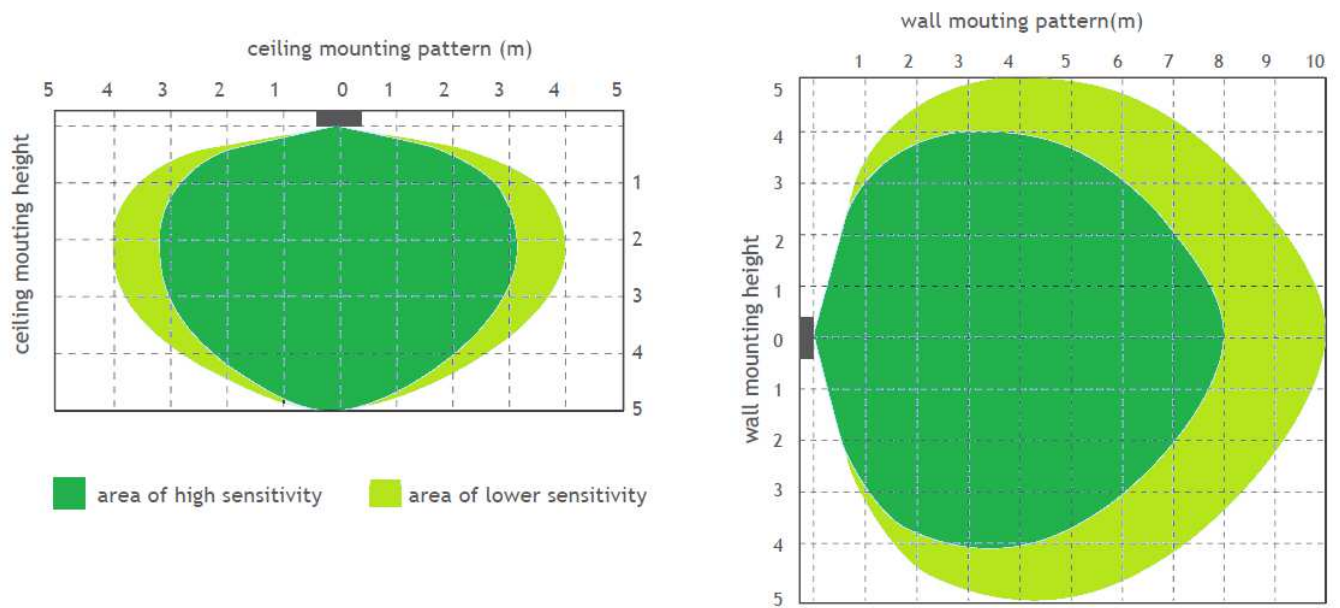 ceiling mounting pattern (m)
5 4 3 2 1 0 1 2 3 4 5
ceiling mouting height
1
2
3
4
5
area of high sensitivity
area of lower sensitivity
wall mouting pattern(m)
1 2 3 4 5 6 7 8 9 10
wall mounting height
5
4
3
2
1
0
1
2
3
4
5